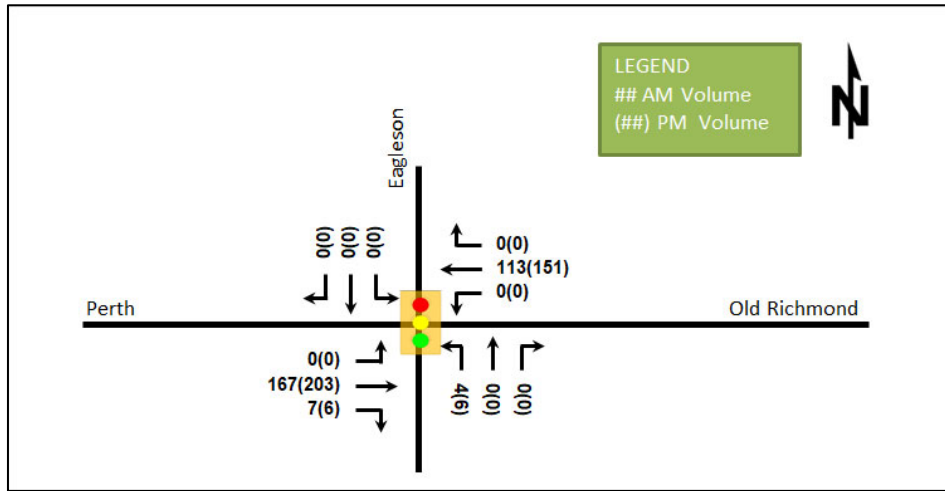 LEGEND
## AM Volume
(##) PM Volume
N
Eagleson
0(0)
0(0)
0(0)
0(0)
113(151)
0(0)
Perth
Old Richmond
0(0)
167(203)
7(6)
4(6)
0(0)
0(0)